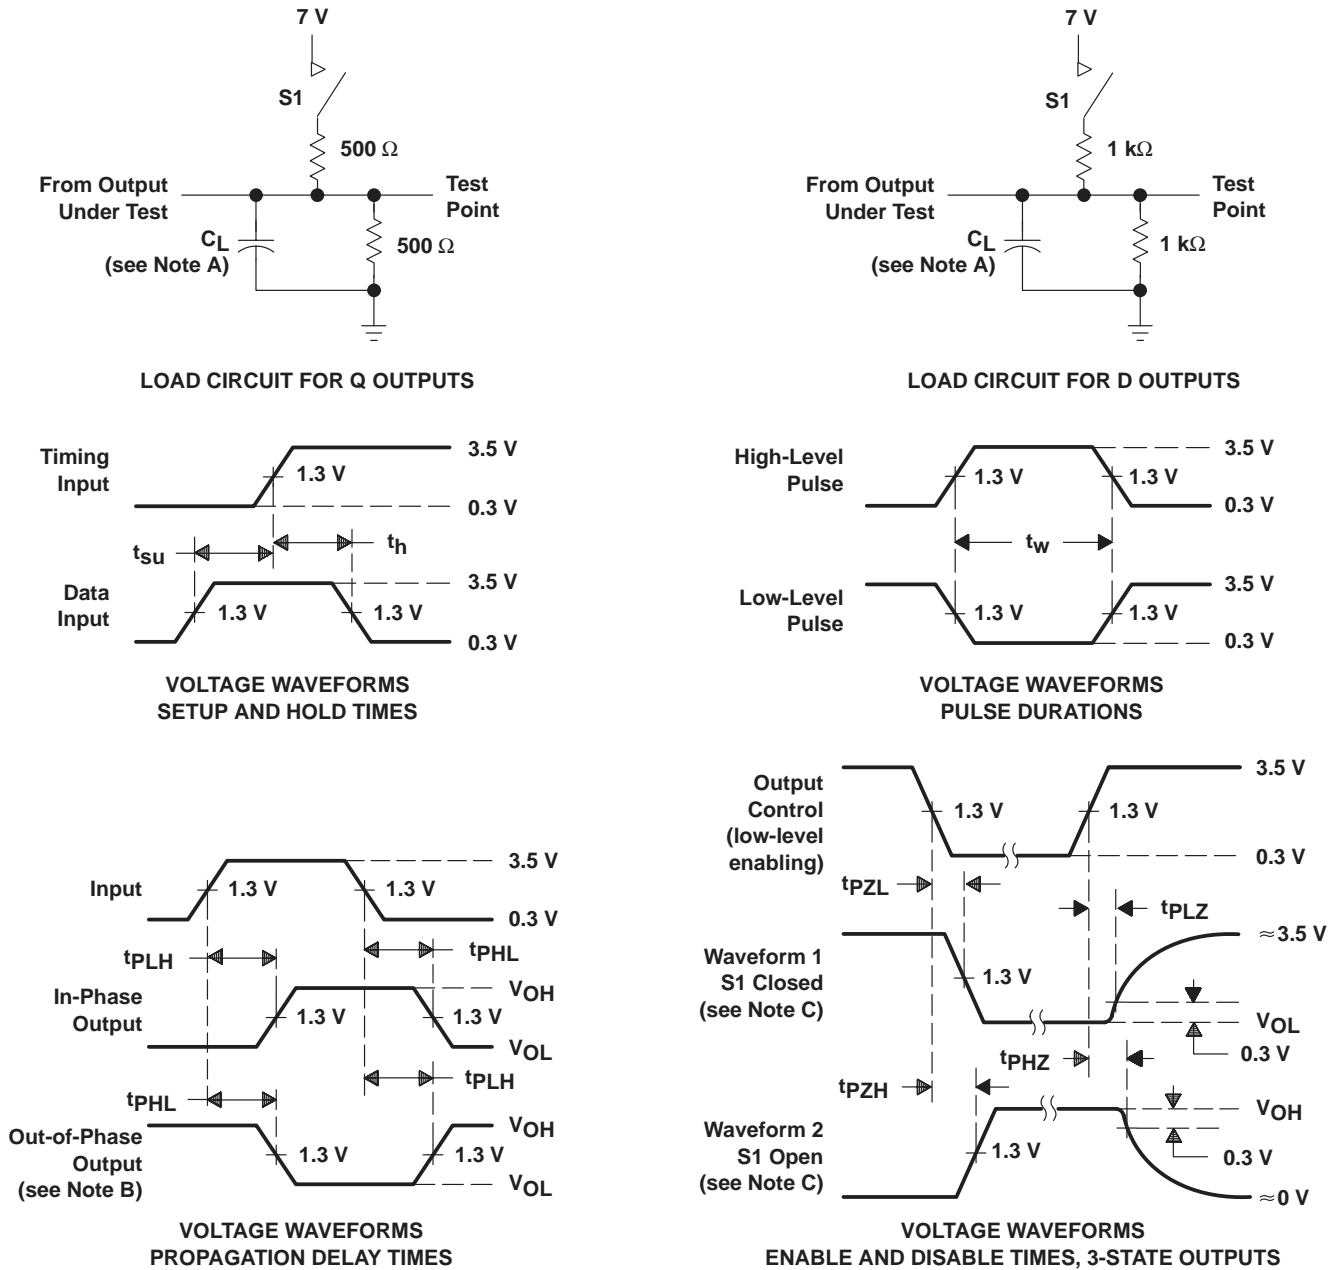 7 V
S1
500 Ω
From Output
Under Test
Test
Point
CL
(see Note A)
500 Ω
LOAD CIRCUIT FOR Q OUTPUTS
7 V
S1
1 kΩ
From Output
Under Test
Test
Point
CL
(see Note A)
1 kΩ
LOAD CIRCUIT FOR D OUTPUTS
Timing
Input
3.5 V
1.3 V
0.3 V
tsu
th
Data
Input
3.5 V
1.3 V
1.3 V
0.3 V
VOLTAGE WAVEFORMS
SETUP AND HOLD TIMES
High-Level
Pulse
3.5 V
1.3 V
1.3 V
0.3 V
tw
Low-Level
Pulse
3.5 V
1.3 V
1.3 V
0.3 V
VOLTAGE WAVEFORMS
PULSE DURATIONS
Input
3.5 V
1.3 V
1.3 V
0.3 V
tPLH
tPHL
In-Phase
Output
VOH
1.3 V
1.3 V
VOL
tPHL
tPLH
Out-of-Phase
Output
(see Note B)
VOH
1.3 V
1.3 V
VOL
VOLTAGE WAVEFORMS
PROPAGATION DELAY TIMES
Output
Control
(low-level
enabling)
3.5 V
1.3 V
1.3 V
0.3 V
tPZL
tPLZ
Waveform 1
S1 Closed
(see Note C)
≈3.5 V
1.3 V
VOL
0.3 V
tPHZ
tPZH
Waveform 2
S1 Open
(see Note C)
VOH
1.3 V
0.3 V
≈0 V
VOLTAGE WAVEFORMS
ENABLE AND DISABLE TIMES, 3-STATE OUTPUTS